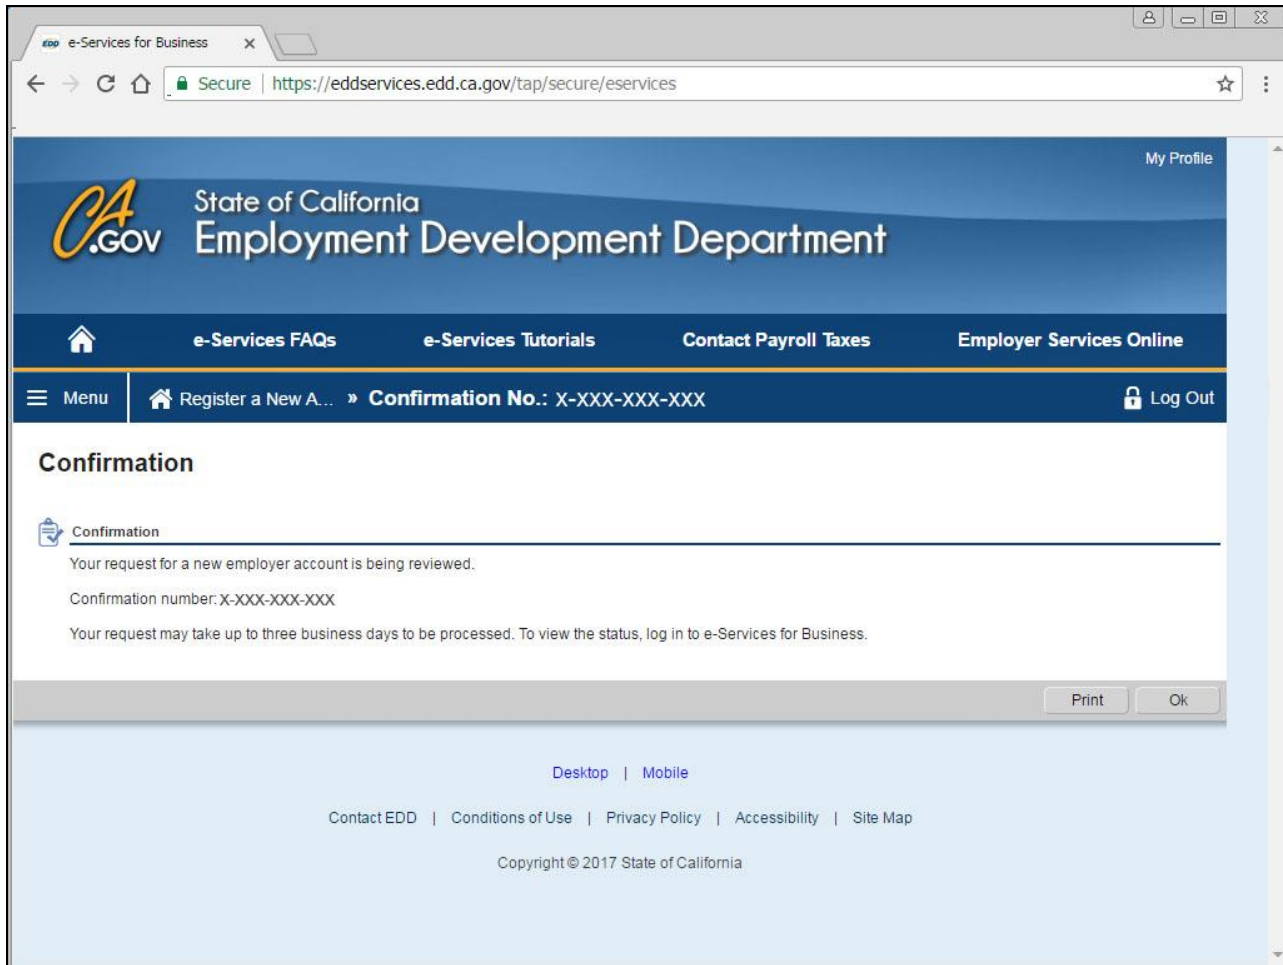 EDD e-Services for Business
Secure | https://eddservices.edd.ca.gov/tap/secure/eservices
My Profile
CA.GOV
State of California
Employment Development Department
e-Services FAQs e-Services Tutorials Contact Payroll Taxes Employer Services Online
Menu Register a New A... » Confirmation No.: X-XXX-XXX-XXX Log Out
Confirmation
Confirmation
Your request for a new employer account is being reviewed.
Confirmation number: X-XXX-XXX-XXX
Your request may take up to three business days to be processed. To view the status, log in to e-Services for Business.
Print Ok
Desktop | Mobile
Contact EDD | Conditions of Use | Privacy Policy | Accessibility | Site Map
Copyright © 2017 State of California